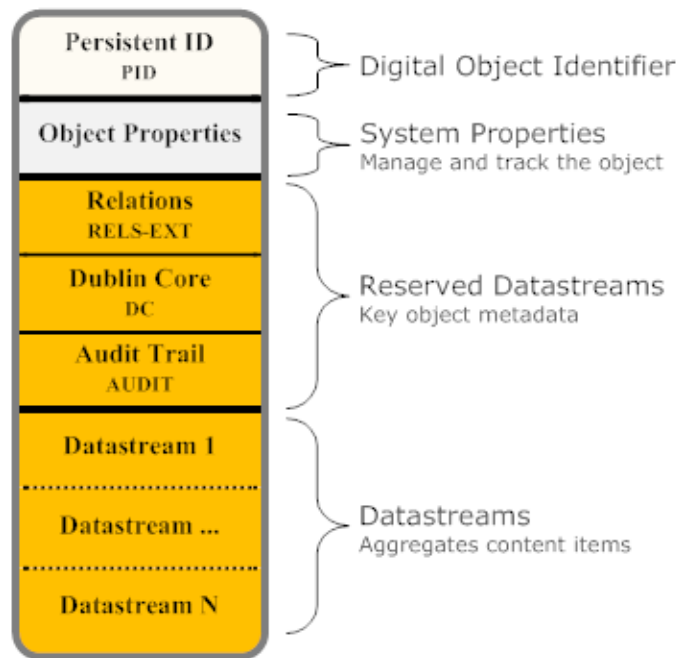 Persistent ID
PID
Digital Object Identifier
Object Properties
System Properties
Manage and track the object
Relations
RELS-EXT
Dublin Core
DC
Reserved Datastreams
Key object metadata
Audit Trail
AUDIT
Datastream 1
Datastream ...
Datastreams
Aggregates content items
Datastream N